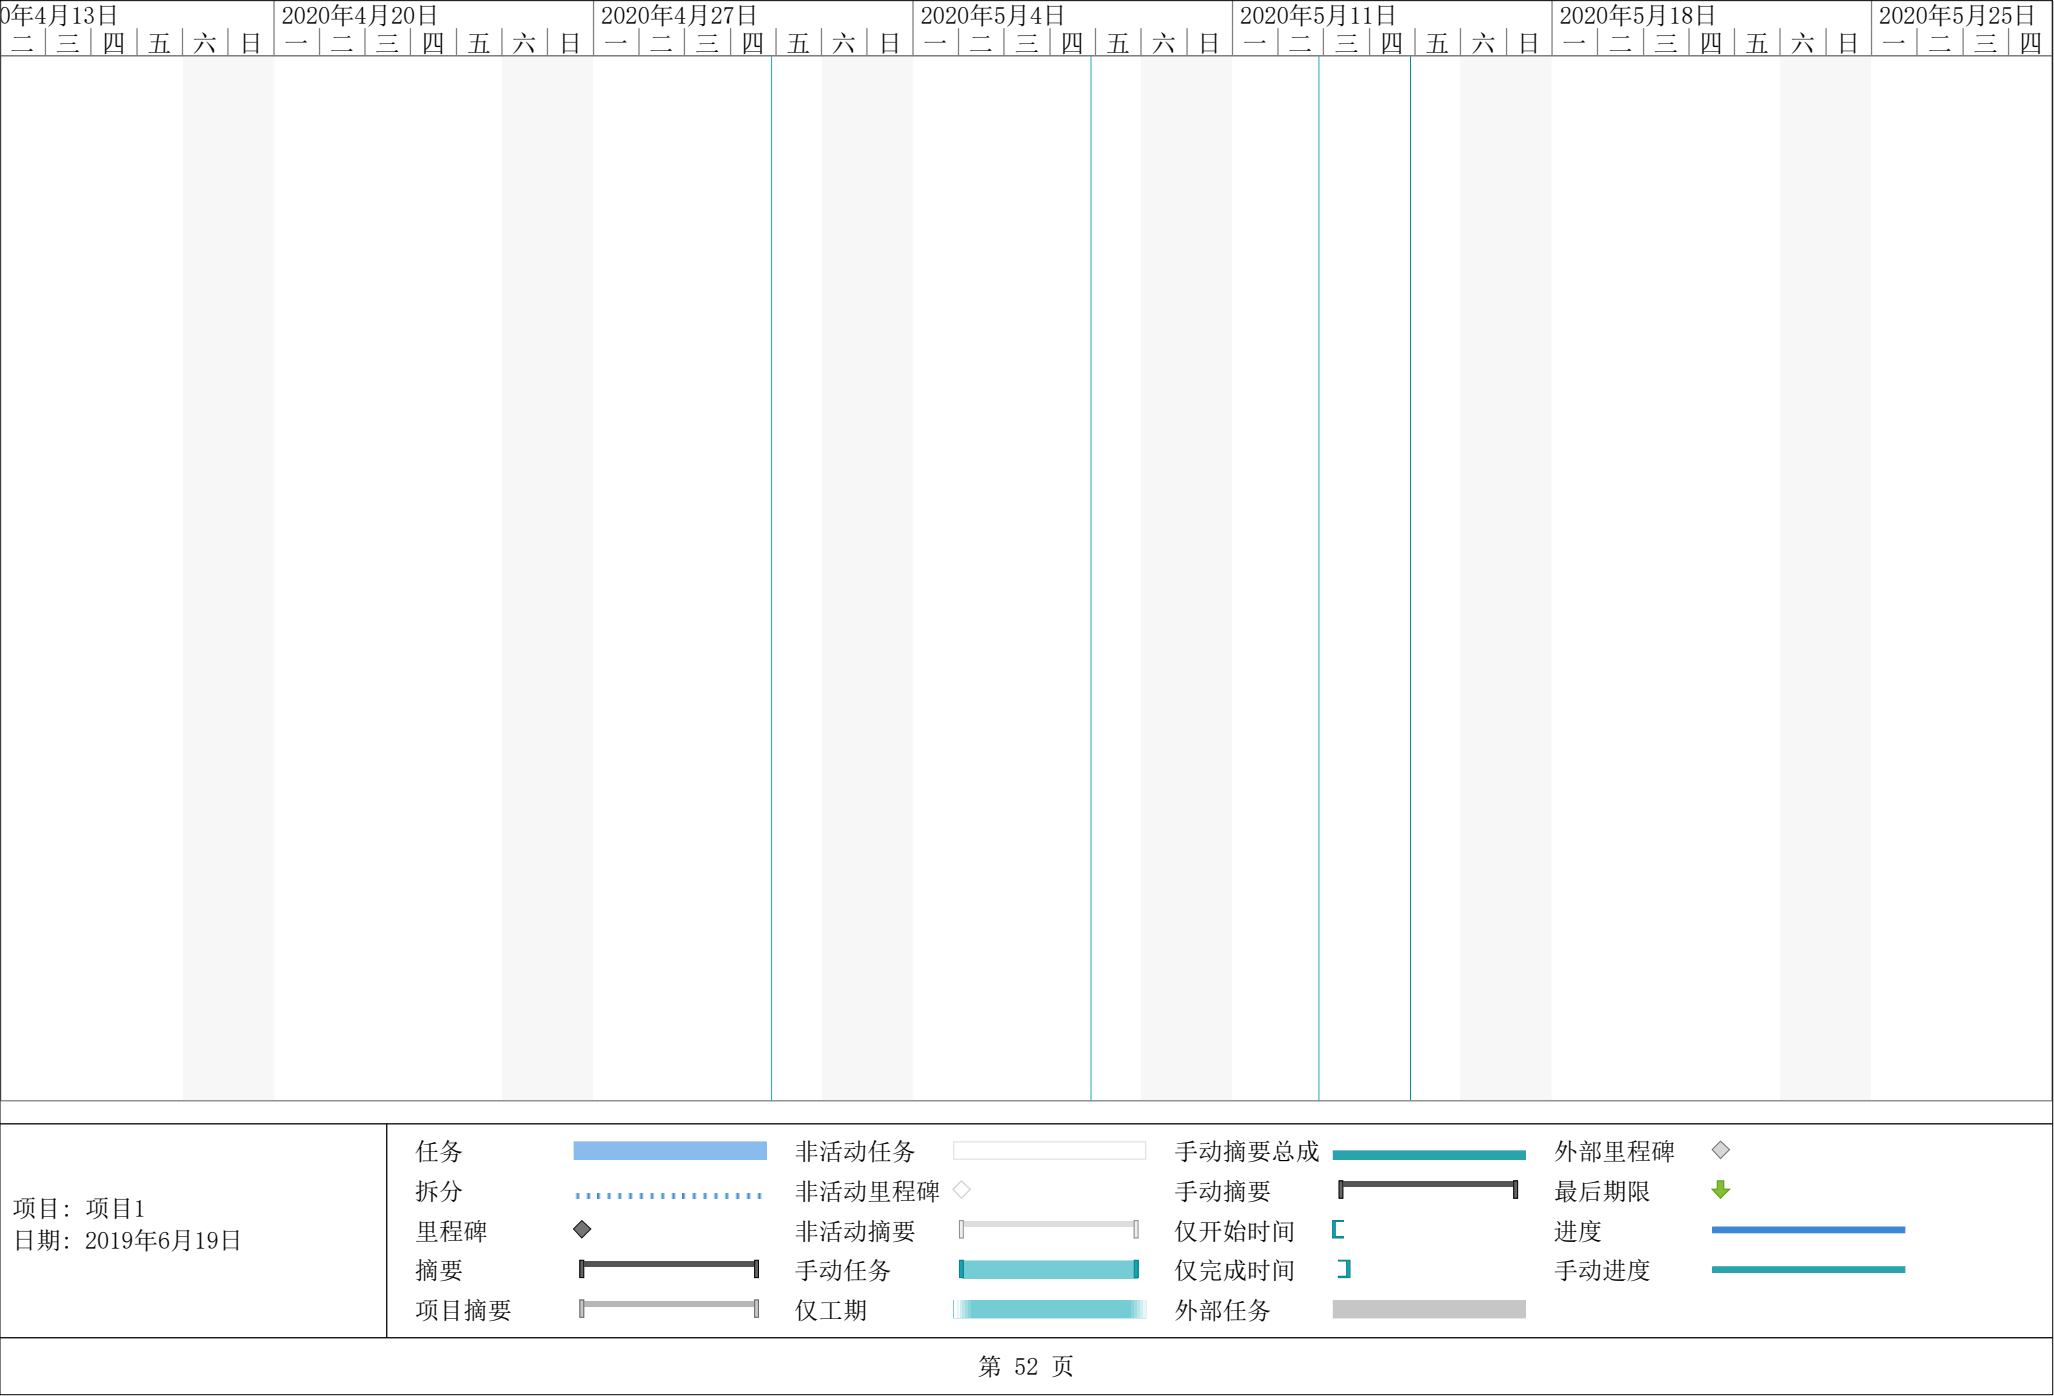 0年4月13日 2020年4月20日 2020年4月27日 2020年5月4日 2020年5月11日 2020年5月18日 2020年5月25日
二 三 四 五 六 日 一 二 三 四 五 六 日 一 二 三 四 五 六 日 一 二 三 四 五 六 日 一 二 三 四 五 六 日 一 二 三 四 五 六 日 一 二 三 四
项目: 项目1
日期: 2019年6月19日
任务 非活动任务 手动摘要总成 外部里程碑
拆分 非活动里程碑 手动摘要 最后期限
里程碑 非活动摘要 仅开始时间 进度
摘要 手动任务 仅完成时间 手动进度
项目摘要 仅工期 外部任务
第 52 页